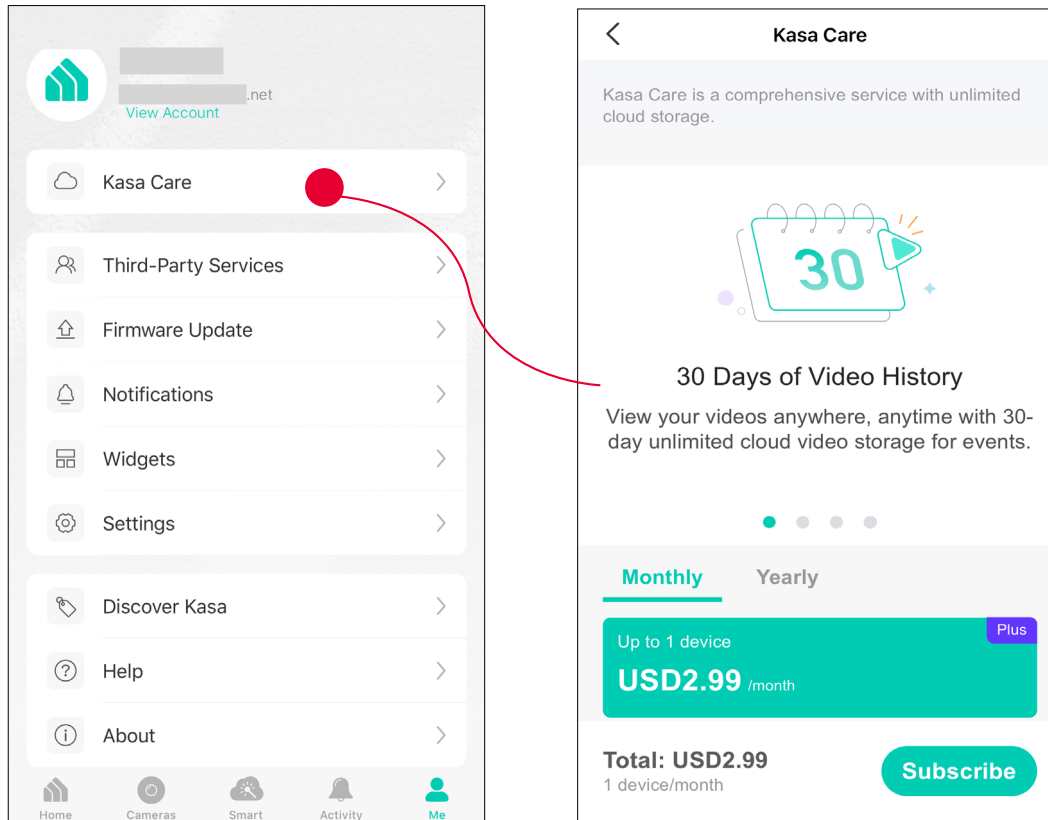 .net
View Account
Kasa Care
Third-Party Services
Firmware Update
Notifications
Widgets
Settings
Discover Kasa
Help
About
Home
Cameras
Smart
Activity
Me
Kasa Care
Kasa Care is a comprehensive service with unlimited
cloud storage.
30
30 Days of Video History
View your videos anywhere, anytime with 30-
day unlimited cloud video storage for events.
Monthly
Yearly
Plus
Up to 1 device
USD2.99 /month
Total: USD2.99
1 device/month
Subscribe